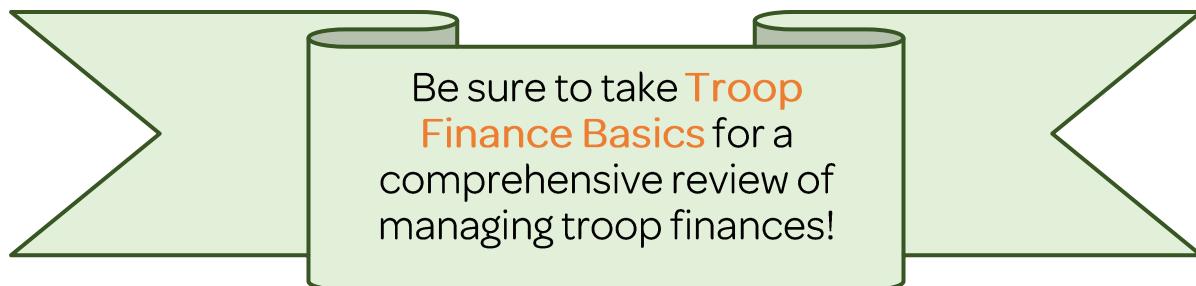 Be sure to take Troop
Finance Basics for a
comprehensive review of
managing troop finances!